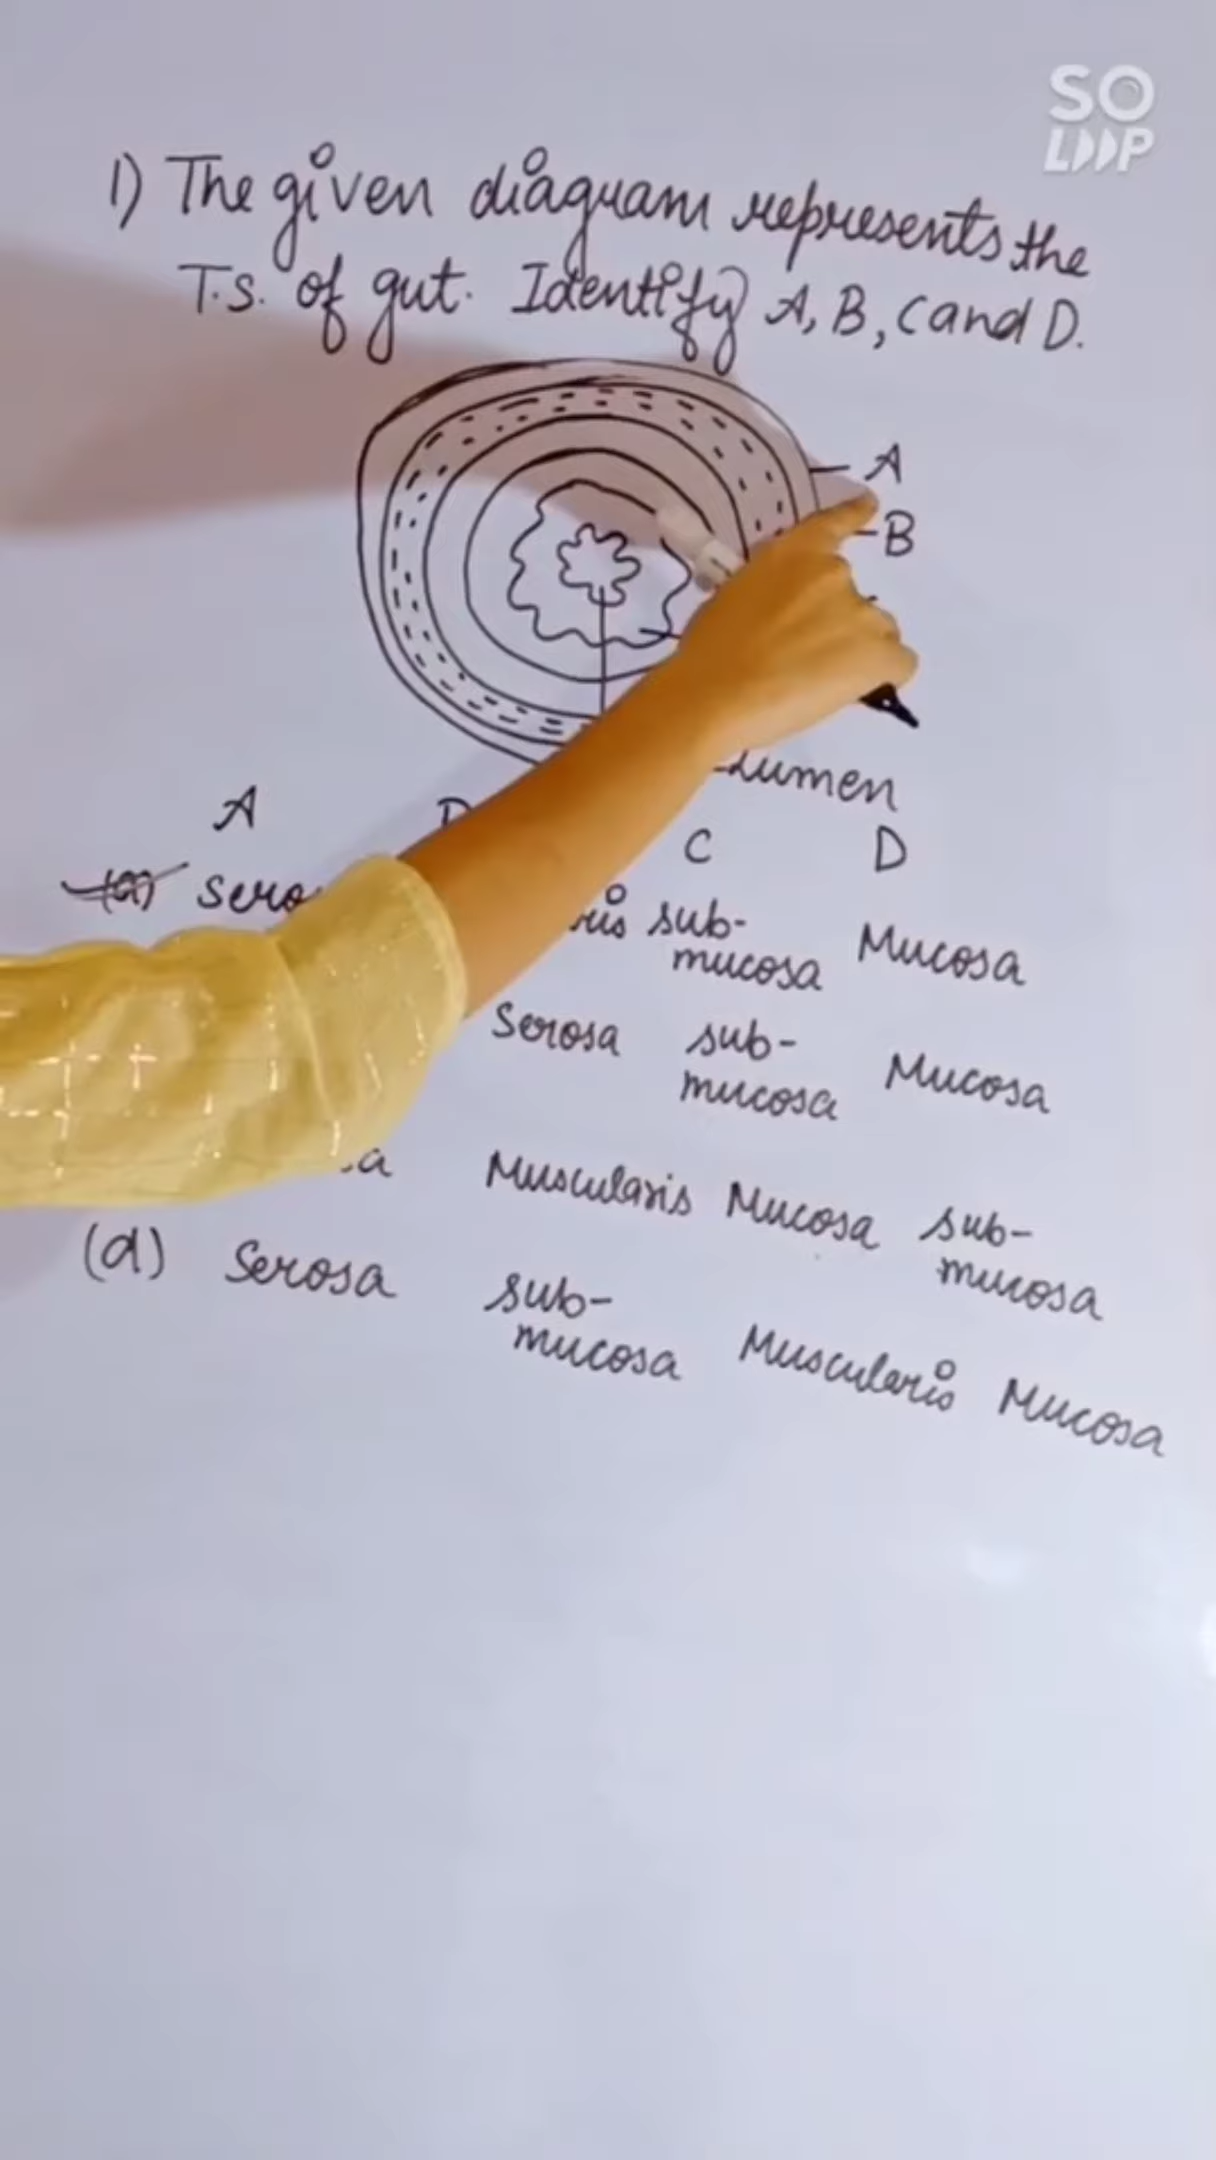 SO
LOOP
1) The given diagram represents the
T.S. of gut. Identify A, B, C and D.
A
B
Lumen
A C D
(a) sub- Mucosa
mucosa
Serosa sub- Mucosa
mucosa
Muscularis Mucosa sub-
mucosa
(d) Serosa sub- Muscularis Mucosa
mucosa